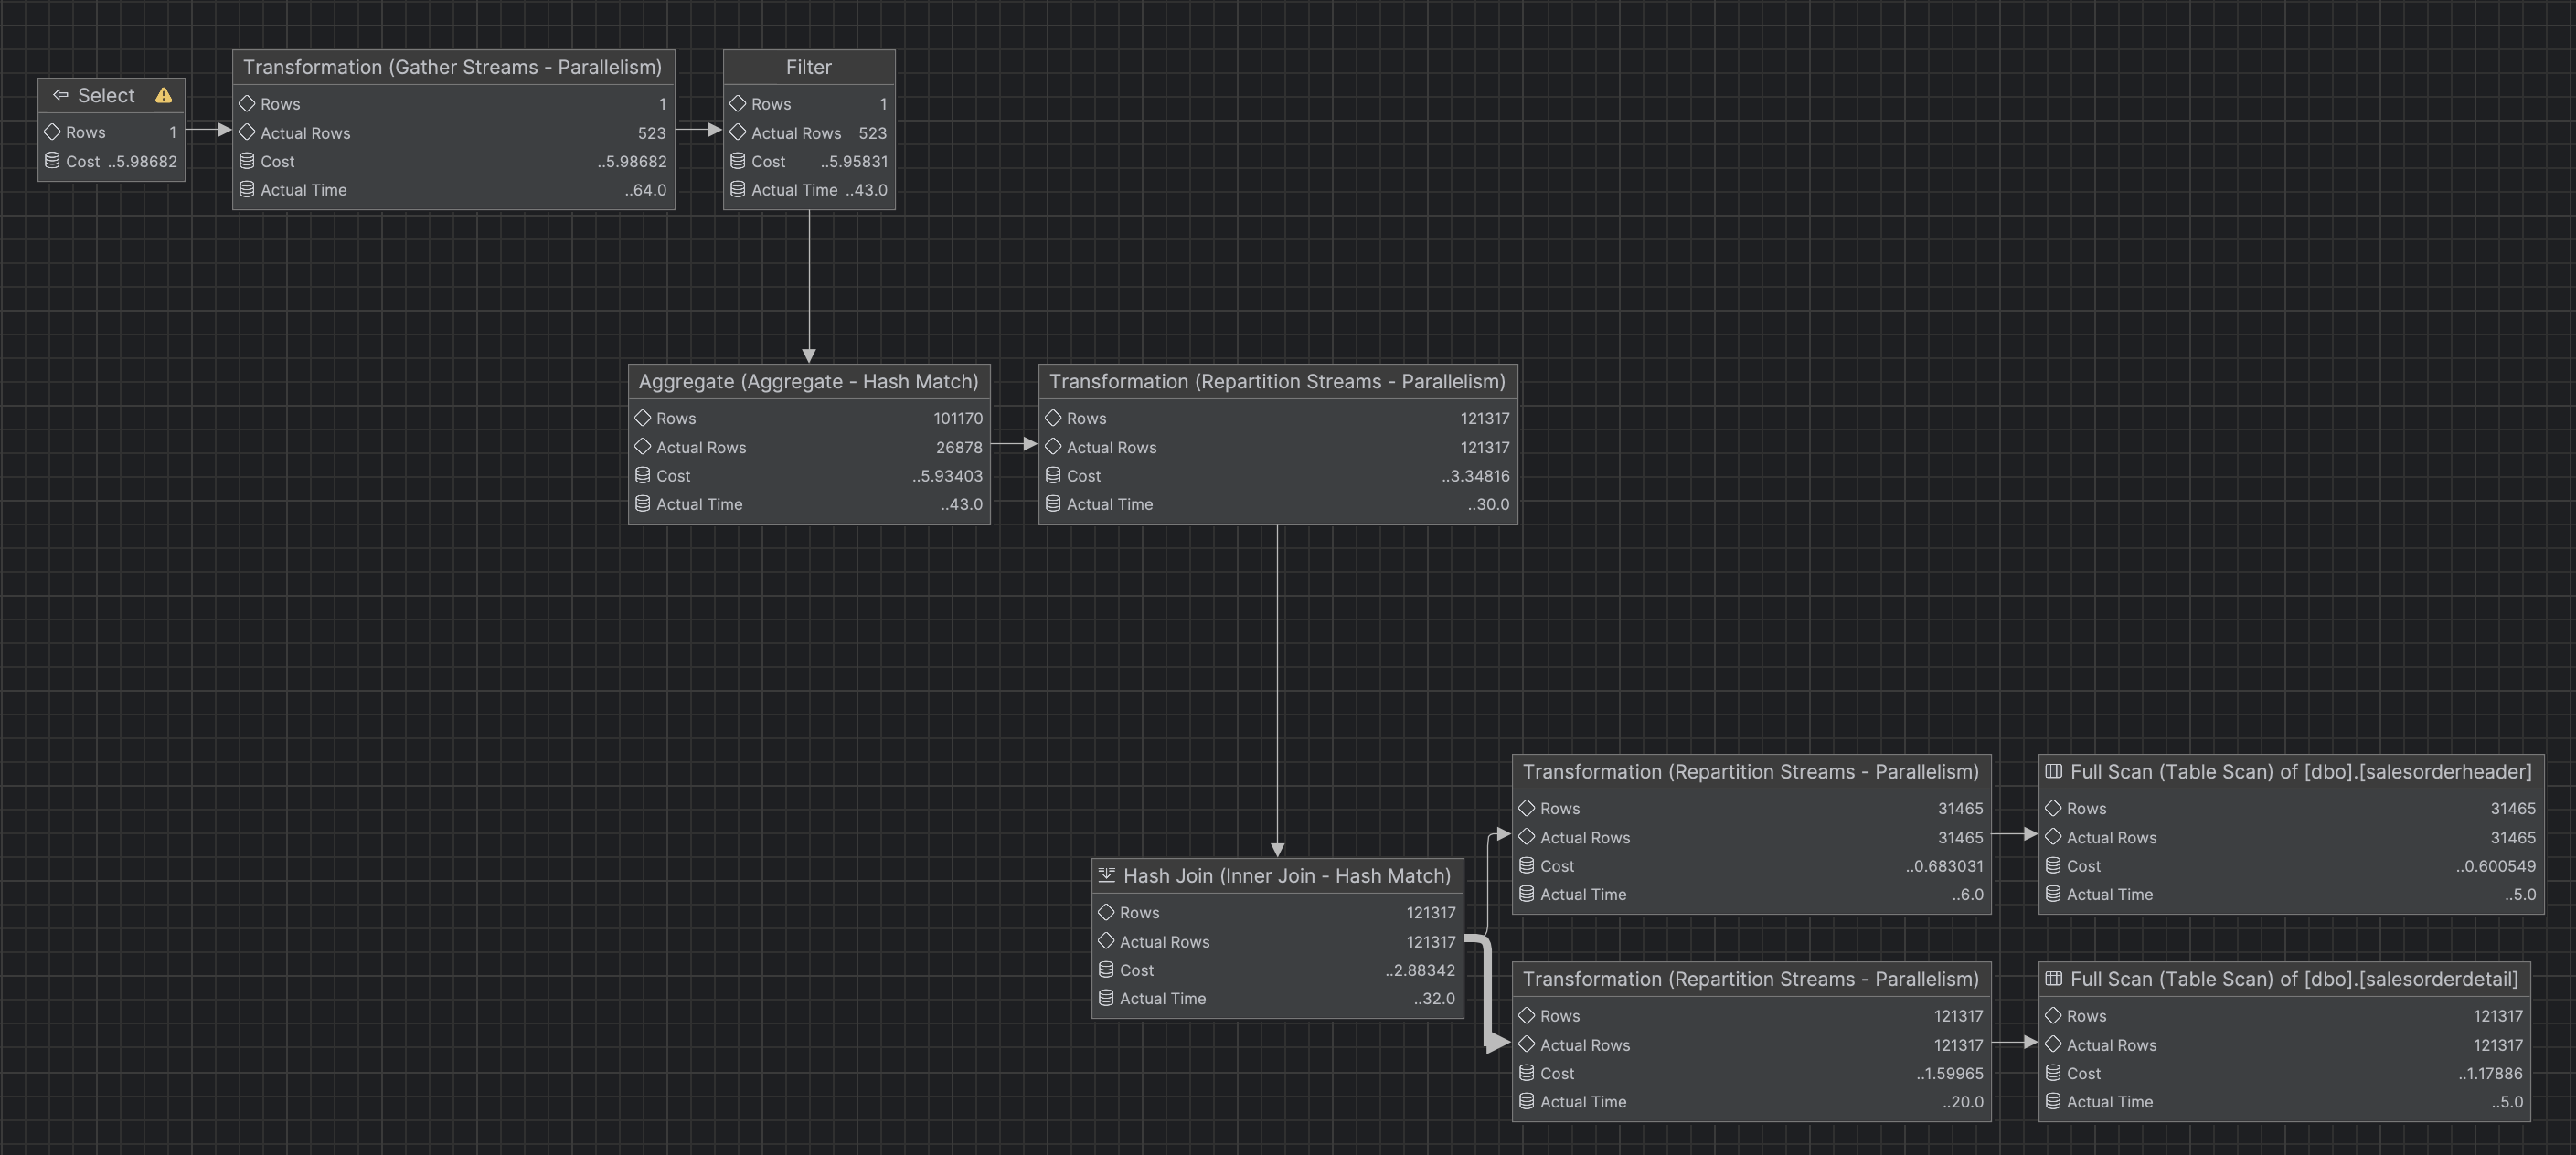 Select
Rows 1
Cost ..5.98682
Transformation (Gather Streams - Parallelism)
Rows 1
Actual Rows 523
Cost ..5.98682
Actual Time ..64.0
Filter
Rows 1
Actual Rows 523
Cost ..5.95831
Actual Time ..43.0
Aggregate (Aggregate - Hash Match)
Rows 101170
Actual Rows 26878
Cost ..5.93403
Actual Time ..43.0
Transformation (Repartition Streams - Parallelism)
Rows 121317
Actual Rows 121317
Cost ..3.34816
Actual Time ..30.0
Hash Join (Inner Join - Hash Match)
Rows 121317
Actual Rows 121317
Cost ..2.88342
Actual Time ..32.0
Transformation (Repartition Streams - Parallelism)
Rows 31465
Actual Rows 31465
Cost ..0.683031
Actual Time ..6.0
Full Scan (Table Scan) of [dbo].[salesorderheader]
Rows 31465
Actual Rows 31465
Cost ..0.600549
Actual Time ..5.0
Transformation (Repartition Streams - Parallelism)
Rows 121317
Actual Rows 121317
Cost ..1.59965
Actual Time ..20.0
Full Scan (Table Scan) of [dbo].[salesorderdetail]
Rows 121317
Actual Rows 121317
Cost ..1.17886
Actual Time ..5.0